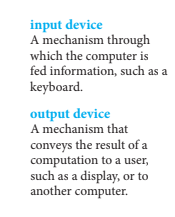 input device
A mechanism through
which the computer is
fed information, such as a
keyboard.
output device
A mechanism that
conveys the result of a
computation to a user,
such as a display, or to
another computer.